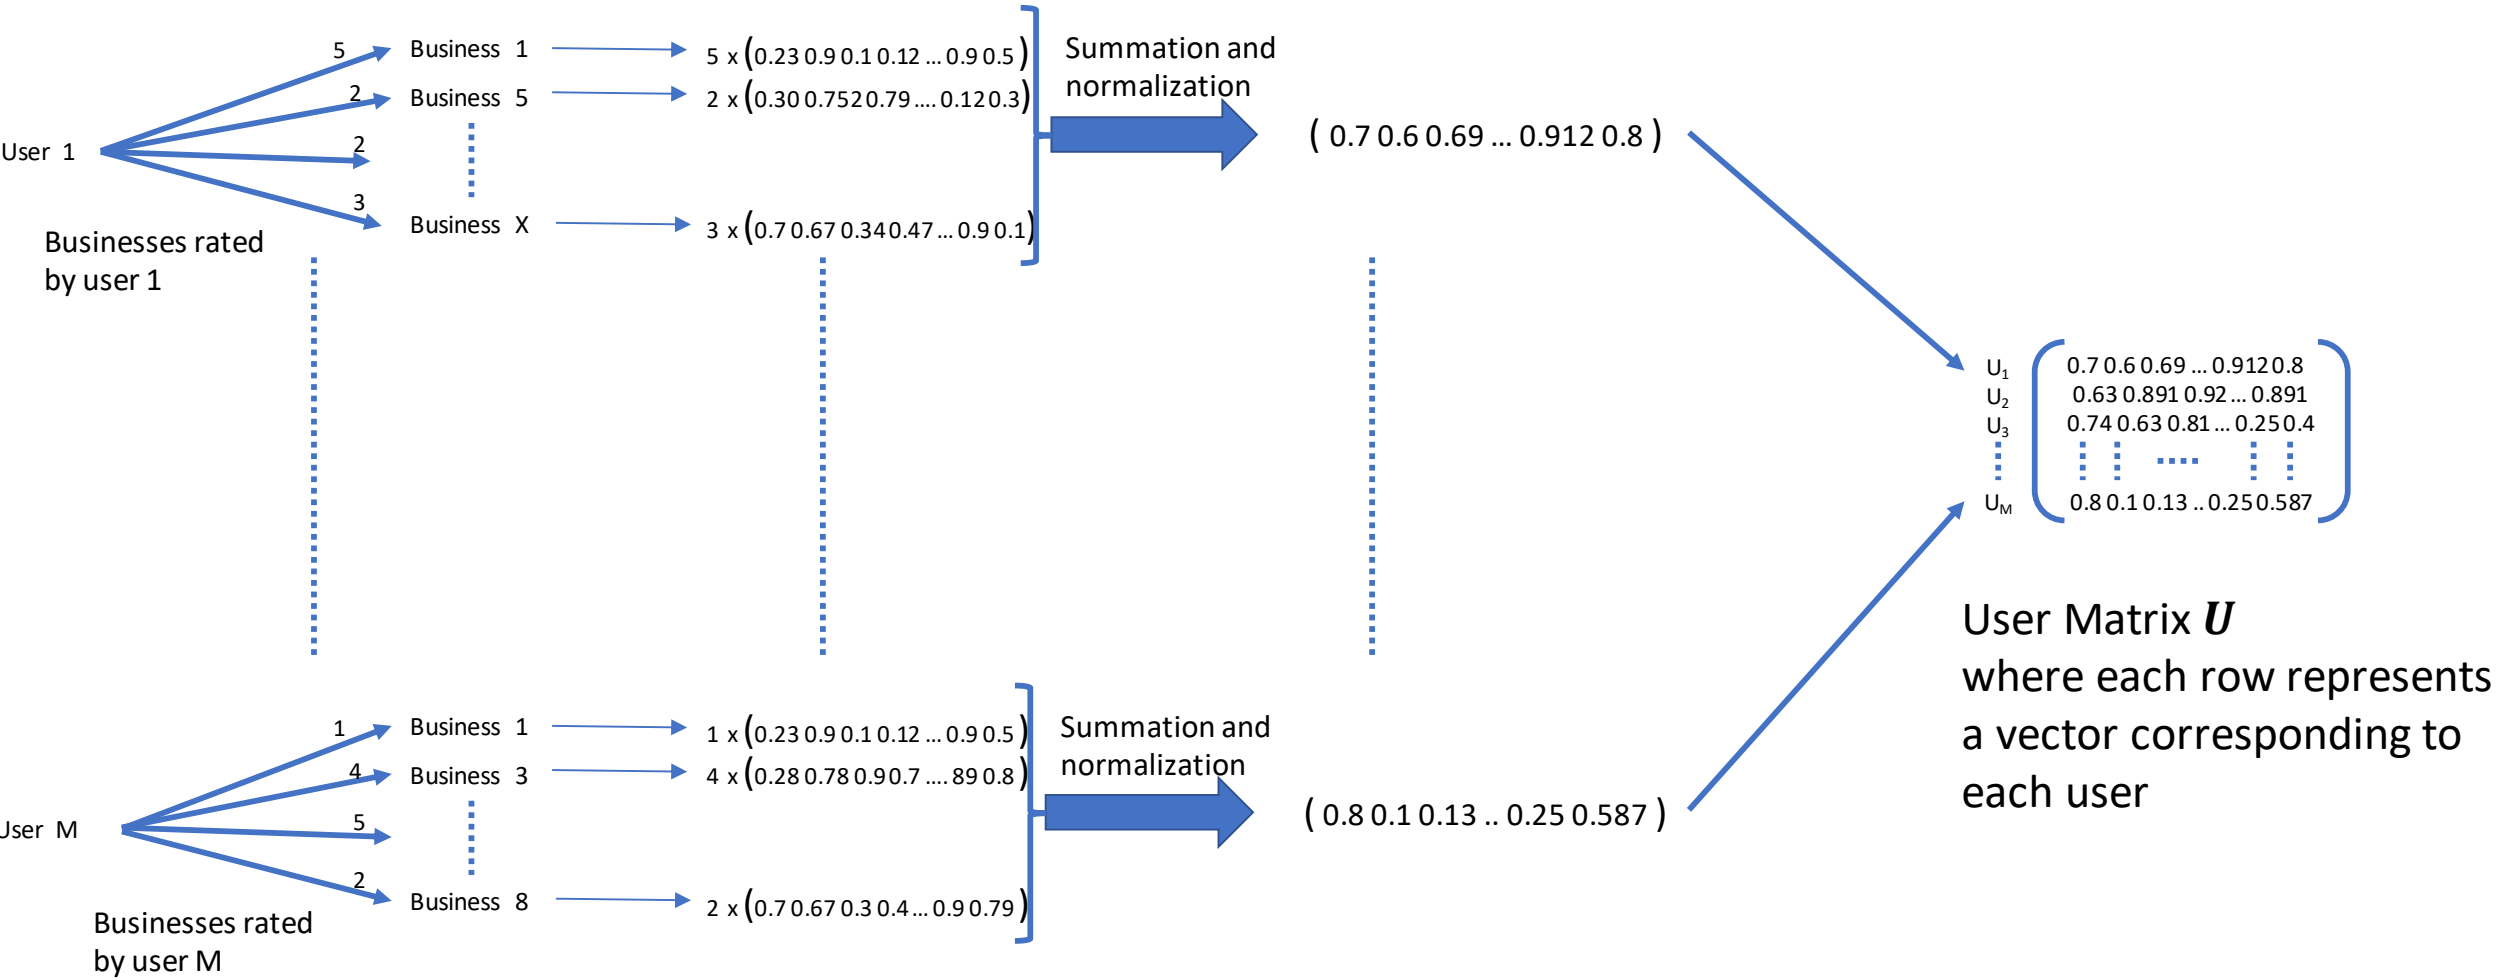 5 Business 1 5 x (0.23 0.9 0.1 0.12 ... 0.9 0.5 )
2 Business 5 2 x (0.30 0.752 0.79 .... 0.12 0.3)
User 1
2
3 Business X 3 x (0.7 0.67 0.34 0.47 ... 0.9 0.1)
Businesses rated
by user 1
Summation and
normalization
( 0.7 0.6 0.69 ... 0.912 0.8 )
U1 0.7 0.6 0.69 ... 0.912 0.8
U2 0.63 0.891 0.92 ... 0.891
U3 0.74 0.63 0.81 ... 0.25 0.4
UM 0.8 0.1 0.13 .. 0.25 0.587
User Matrix U
where each row represents
a vector corresponding to
each user
1 Business 1 1 x (0.23 0.9 0.1 0.12 ... 0.9 0.5 )
4 Business 3 4 x (0.28 0.78 0.9 0.7 .... 89 0.8 )
User M
5
2 Business 8 2 x (0.7 0.67 0.3 0.4 ... 0.9 0.79 )
Businesses rated
by user M
Summation and
normalization
( 0.8 0.1 0.13 .. 0.25 0.587 )